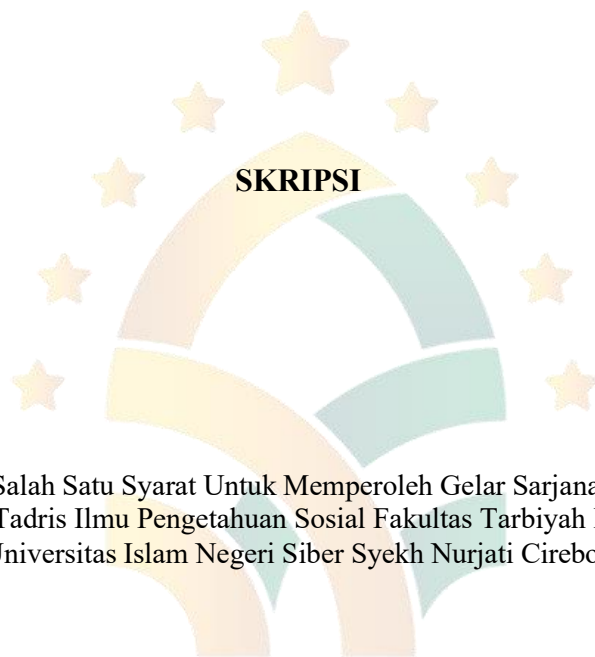 SKRIPSI
Salah Satu Syarat Untuk Memperoleh Gelar Sarjana
Tadris Ilmu Pengetahuan Sosial Fakultas Tarbiyah
Universitas Islam Negeri Siber Syekh Nurjati Cirebo